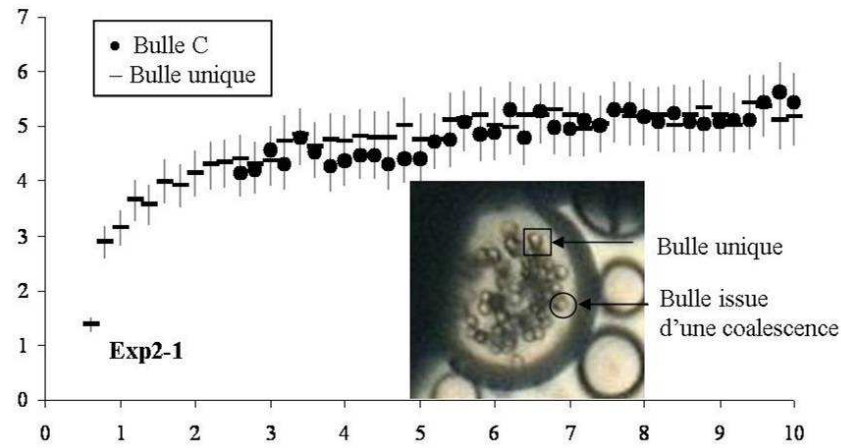 7
6
5
4
3
2
1
0
● Bulle C
– Bulle unique
Exp2-1
Bulle unique
Bulle issue
d'une coalescence
0 1 2 3 4 5 6 7 8 9 10